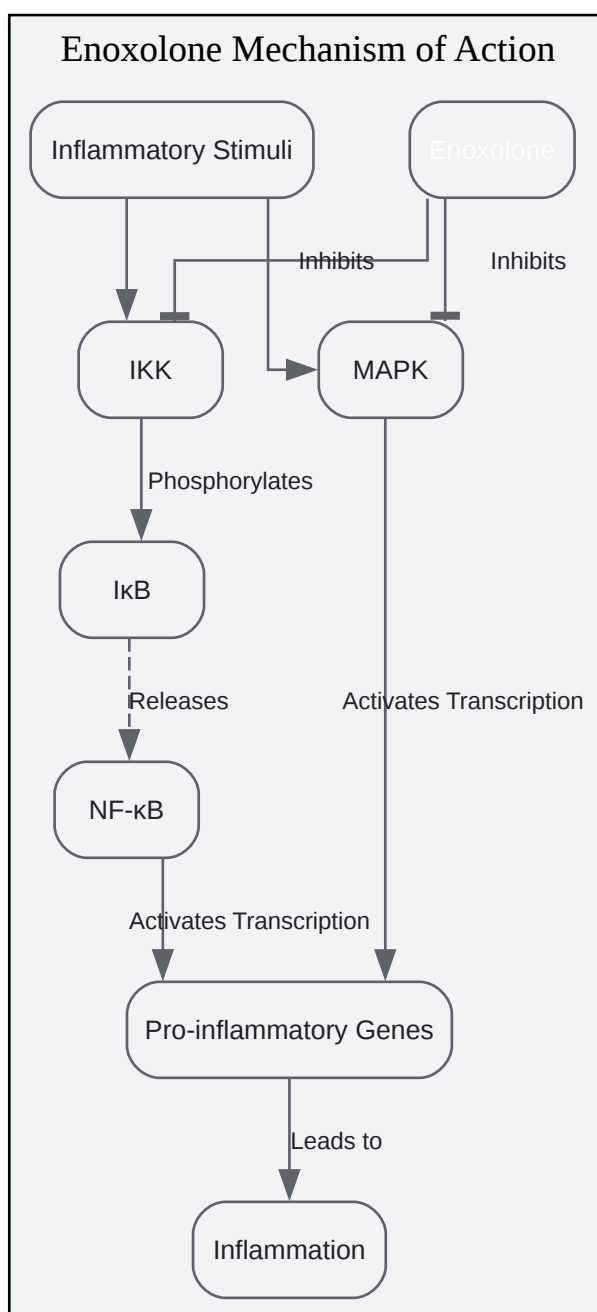 Enoxolone Mechanism of Action
Inflammatory Stimuli
Enoxolone
Inhibits
Inhibits
IKK
MAPK
Phosphorylates
IκB
Releases
Activates Transcription
NF-κB
Activates Transcription
Pro-inflammatory Genes
Leads to
Inflammation